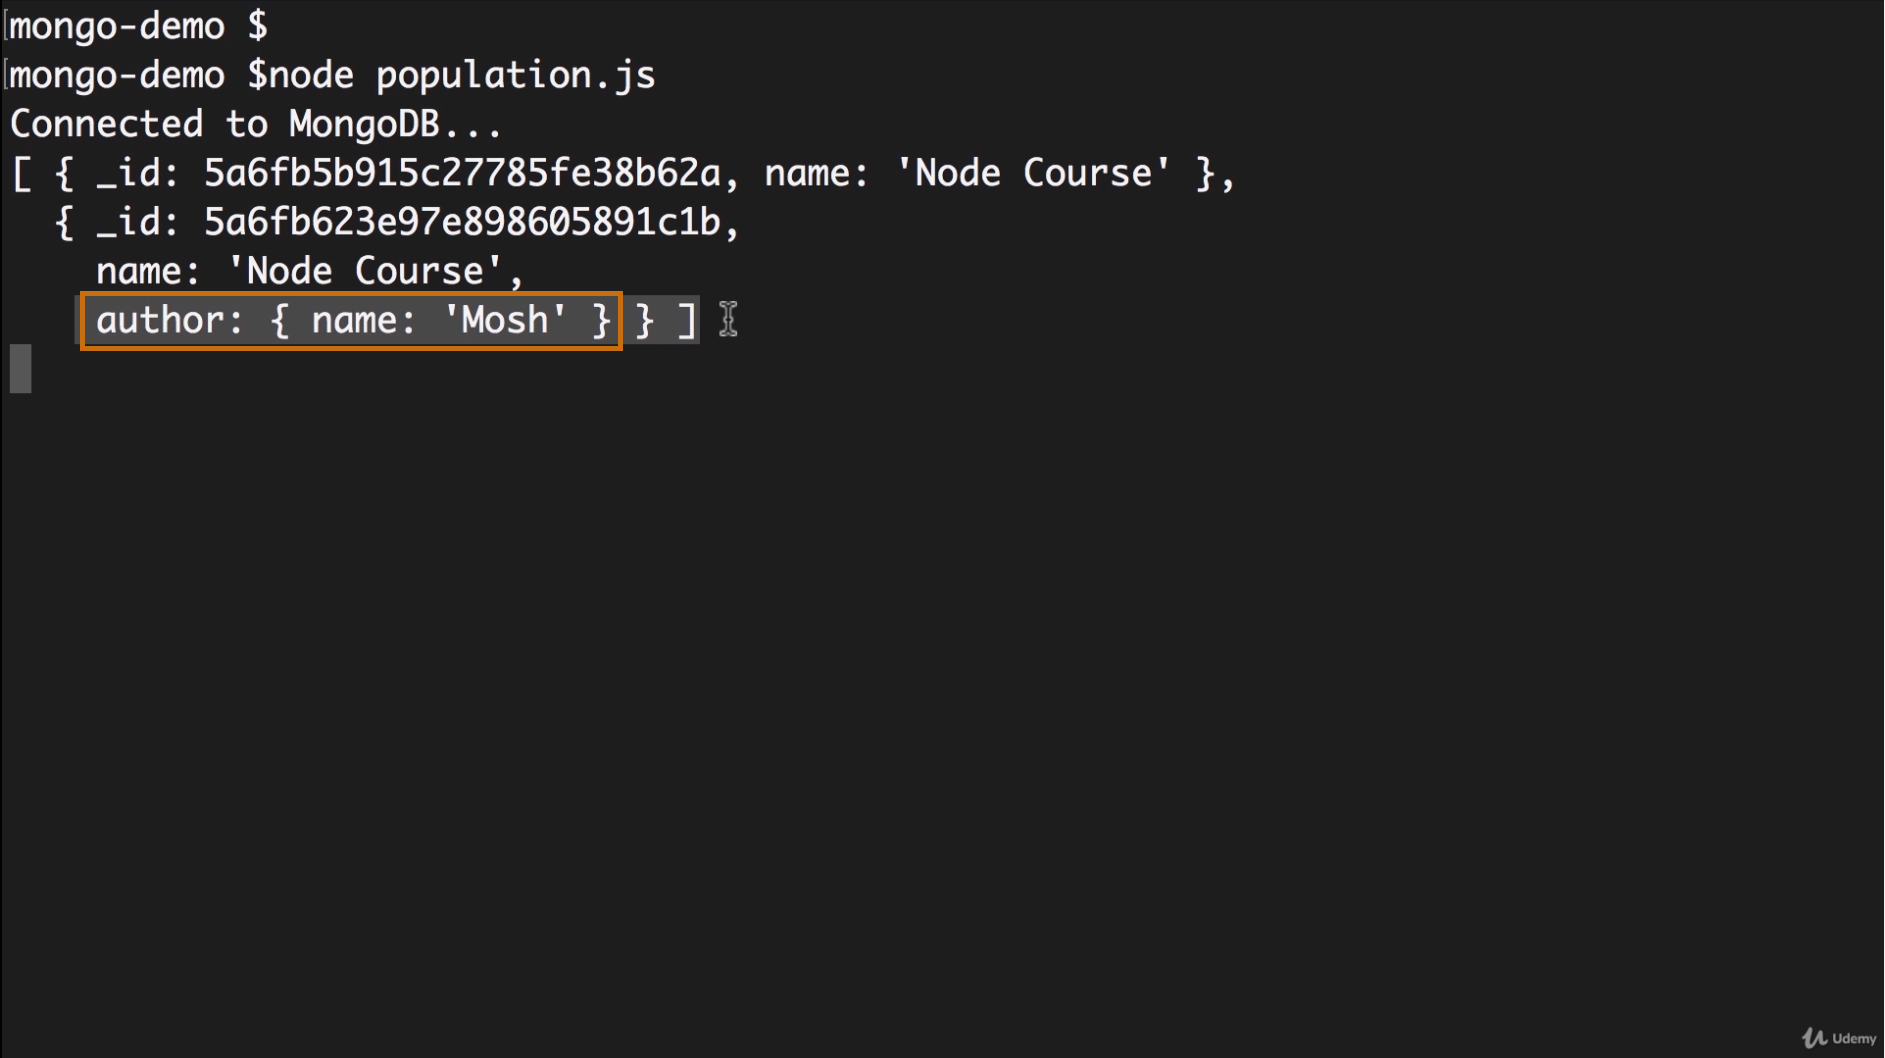 mongo-demo $
mongo-demo $node population.js
Connected to MongoDB...
[ { _id: 5a6fb5b915c27785fe38b62a, name: 'Node Course' },
{ _id: 5a6fb623e97e898605891c1b,
name: 'Node Course',
author: { name: 'Mosh' } } ]
Udemy